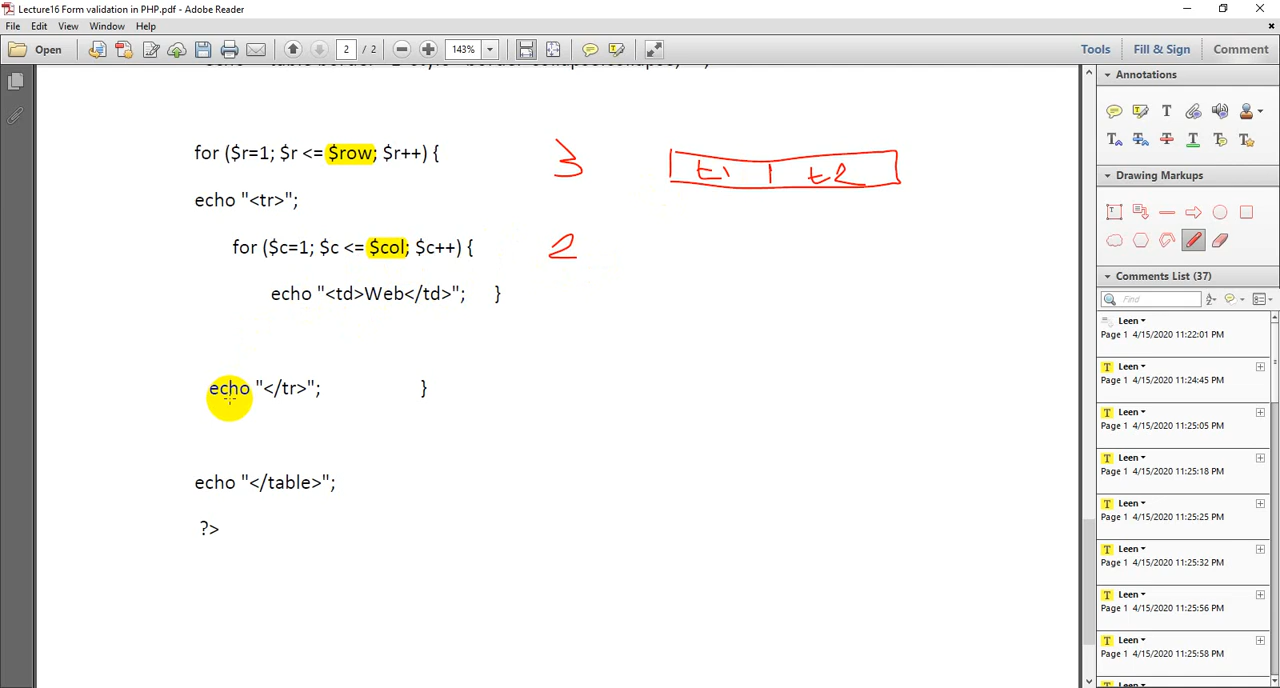 Lecture16 Form validation in PHP.pdf - Adobe Reader
File Edit View Window Help
Open 2 / 2 143% Tools Fill & Sign Comment
for ($r=1; $r <= $row; $r++) {
echo "<tr>";
for ($c=1; $c <= $col; $c++) {
echo "<td>Web</td>"; }
echo "</tr>"; }
echo "</table>";
?>
3
2
t1 t2
Annotations
Drawing Markups
Comments List (37)
Find
Leen
Page 1 4/15/2020 11:22:01 PM
Leen
Page 1 4/15/2020 11:24:45 PM
Leen
Page 1 4/15/2020 11:25:05 PM
Leen
Page 1 4/15/2020 11:25:18 PM
Leen
Page 1 4/15/2020 11:25:25 PM
Leen
Page 1 4/15/2020 11:25:32 PM
Leen
Page 1 4/15/2020 11:25:56 PM
Leen
Page 1 4/15/2020 11:25:58 PM